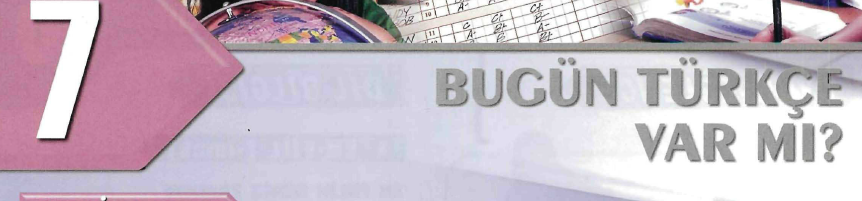 7
BUGÜN TÜRKÇE
VAR MI?